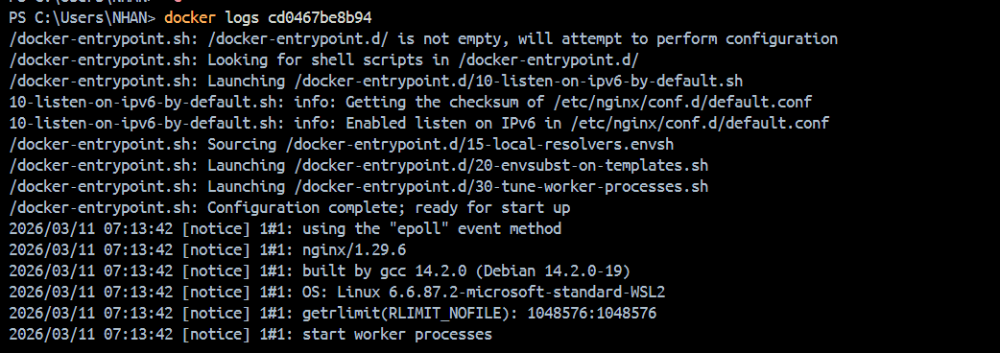 PS C:\Users\NHAN> docker logs cd0467be8b94
/docker-entrypoint.sh: /docker-entrypoint.d/ is not empty, will attempt to perform configuration
/docker-entrypoint.sh: Looking for shell scripts in /docker-entrypoint.d/
/docker-entrypoint.sh: Launching /docker-entrypoint.d/10-listen-on-ipv6-by-default.sh
10-listen-on-ipv6-by-default.sh: info: Getting the checksum of /etc/nginx/conf.d/default.conf
10-listen-on-ipv6-by-default.sh: info: Enabled listen on IPv6 in /etc/nginx/conf.d/default.conf
/docker-entrypoint.sh: Sourcing /docker-entrypoint.d/15-local-resolvers.envsh
/docker-entrypoint.sh: Launching /docker-entrypoint.d/20-envsubst-on-templates.sh
/docker-entrypoint.sh: Launching /docker-entrypoint.d/30-tune-worker-processes.sh
/docker-entrypoint.sh: Configuration complete; ready for start up
2026/03/11 07:13:42 [notice] 1#1: using the "epoll" event method
2026/03/11 07:13:42 [notice] 1#1: nginx/1.29.6
2026/03/11 07:13:42 [notice] 1#1: built by gcc 14.2.0 (Debian 14.2.0-19)
2026/03/11 07:13:42 [notice] 1#1: OS: Linux 6.6.87.2-microsoft-standard-WSL2
2026/03/11 07:13:42 [notice] 1#1: getrlimit(RLIMIT_NOFILE): 1048576:1048576
2026/03/11 07:13:42 [notice] 1#1: start worker processes